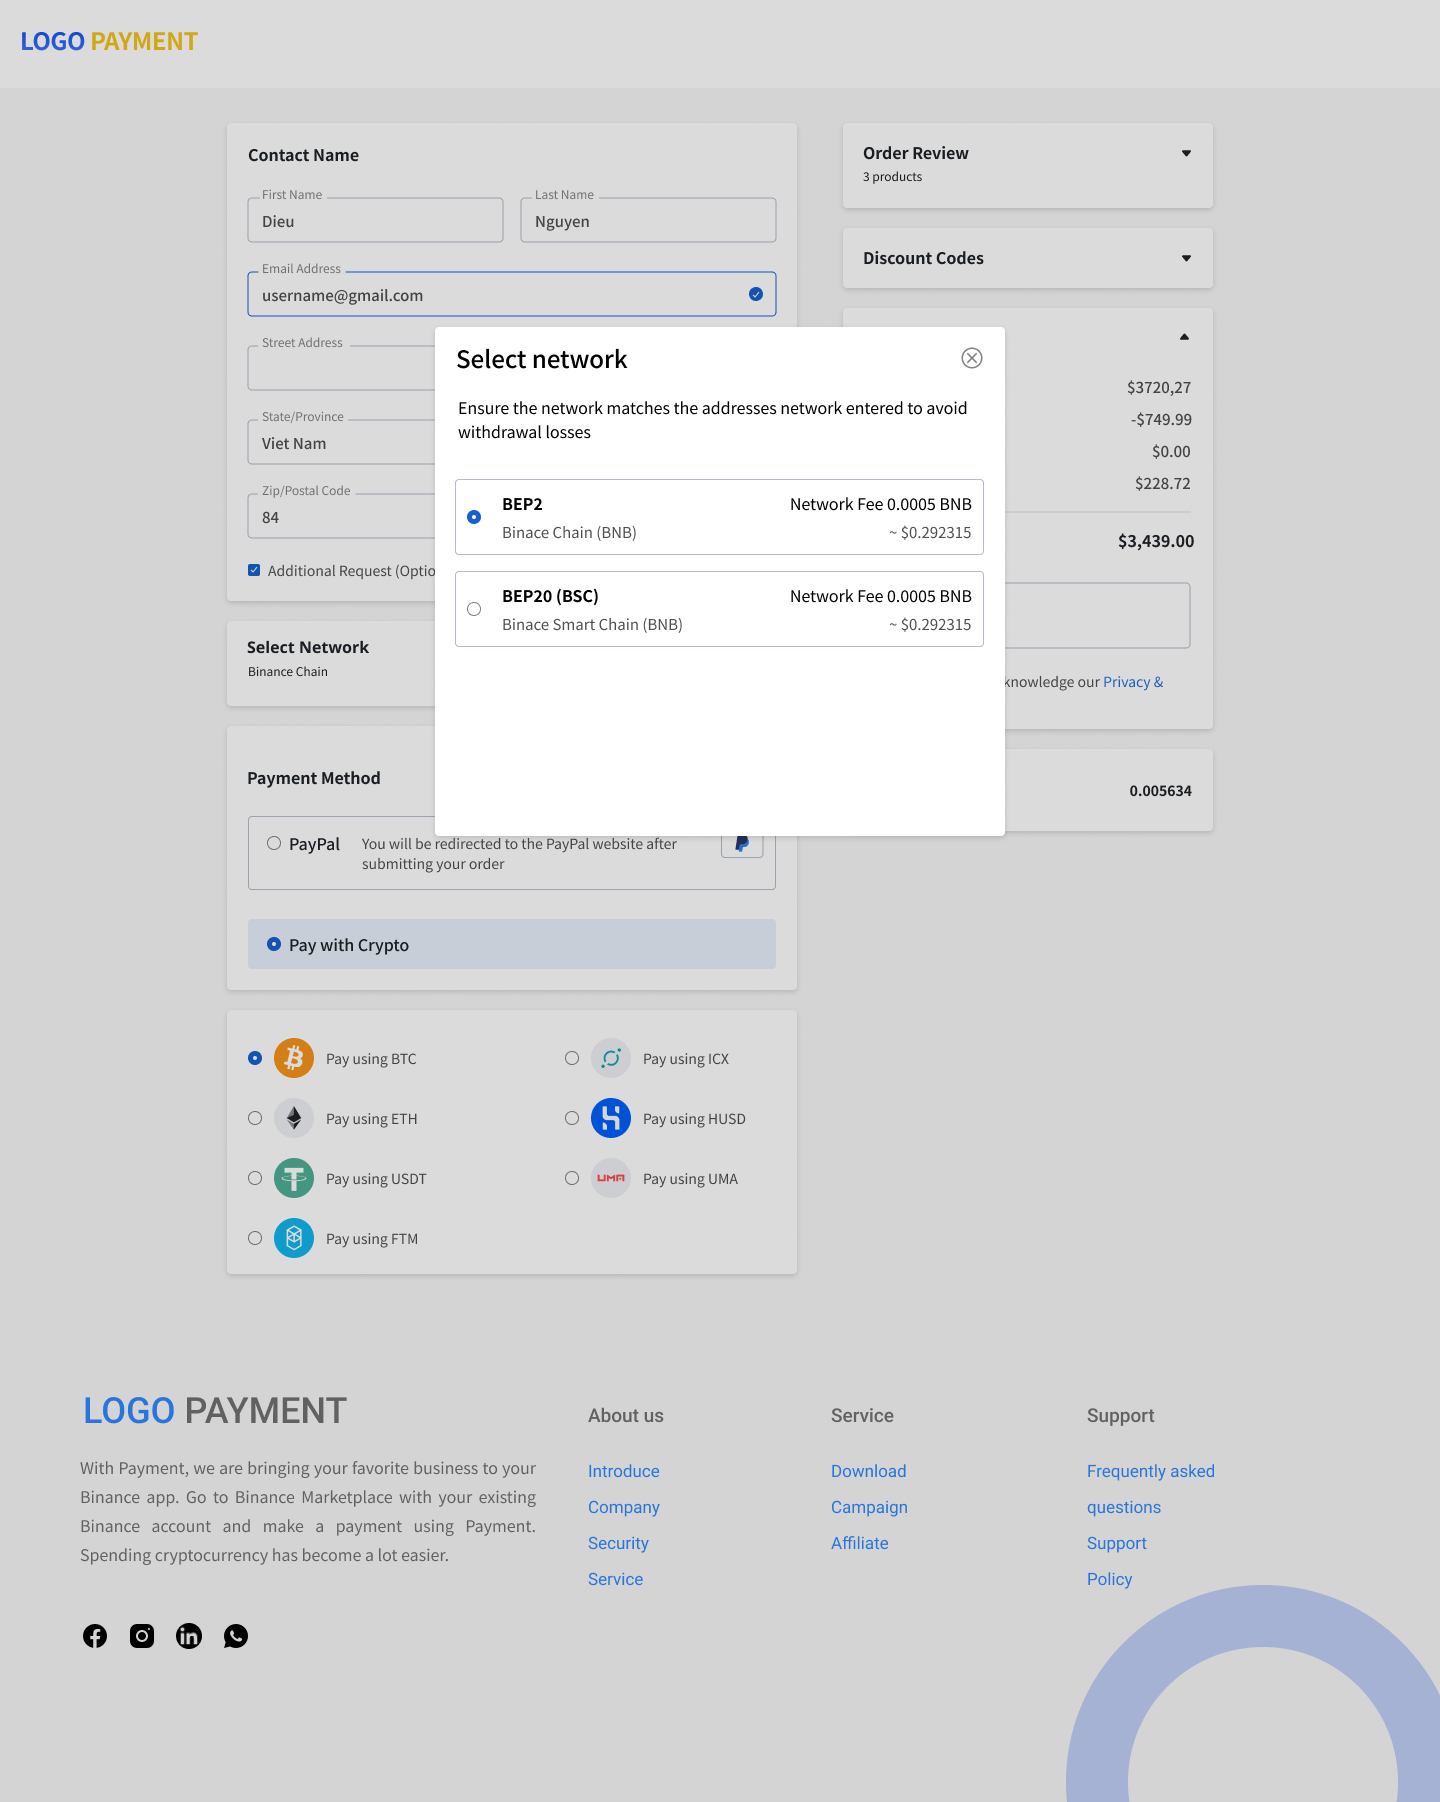 LOGO PAYMENT
Contact Name
First Name
Dieu
Last Name
Nguyen
Email Address
username@gmail.com
Street Address
State/Province
Viet Nam
Zip/Postal Code
84
Additional Request (Optio
Select Network
Binance Chain
Payment Method
PayPal
You will be redirected to the PayPal website after
submitting your order
Pay with Crypto
Pay using BTC
Pay using ICX
Pay using ETH
Pay using HUSD
Pay using USDT
UMA
Pay using UMA
Pay using FTM
Order Review
3 products
Discount Codes
$3720,27
-$749.99
$0.00
$228.72
$3,439.00
knowledge our Privacy &
0.005634
Select network
Ensure the network matches the addresses network entered to avoid
withdrawal losses
BEP2
Network Fee 0.0005 BNB
Binace Chain (BNB)
~ $0.292315
BEP20 (BSC)
Network Fee 0.0005 BNB
Binace Smart Chain (BNB)
~ $0.292315
LOGO PAYMENT
With Payment, we are bringing your favorite business to your
Binance app. Go to Binance Marketplace with your existing
Binance account and make a payment using Payment.
Spending cryptocurrency has become a lot easier.
About us
Introduce
Company
Security
Service
Service
Download
Campaign
Affiliate
Support
Frequently asked
questions
Support
Policy